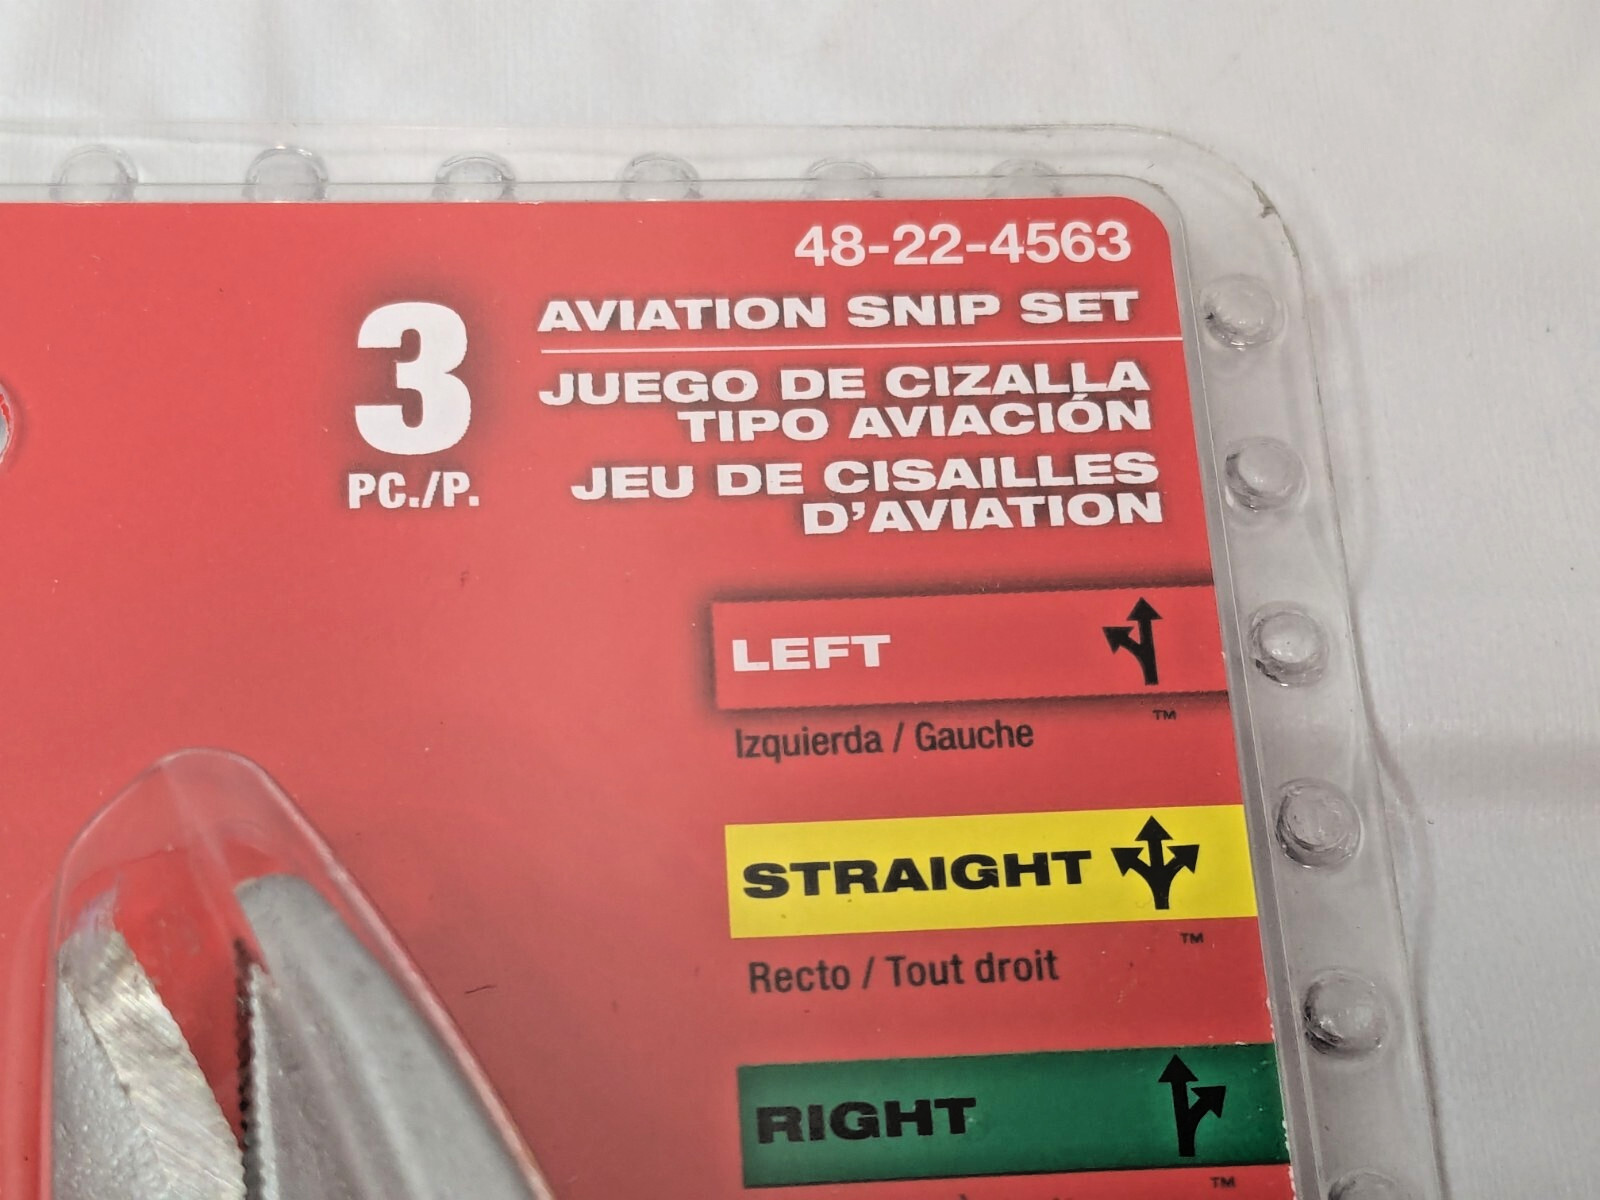 48-22-4563
3
PC./P.
AVIATION SNIP SET
JUEGO DE CIZALLA
TIPO AVIACIÓN
JEU DE CISAILLES
D'AVIATION
LEFT
™
Izquierda / Gauche
STRAIGHT
™
Recto / Tout droit
RIGHT
™